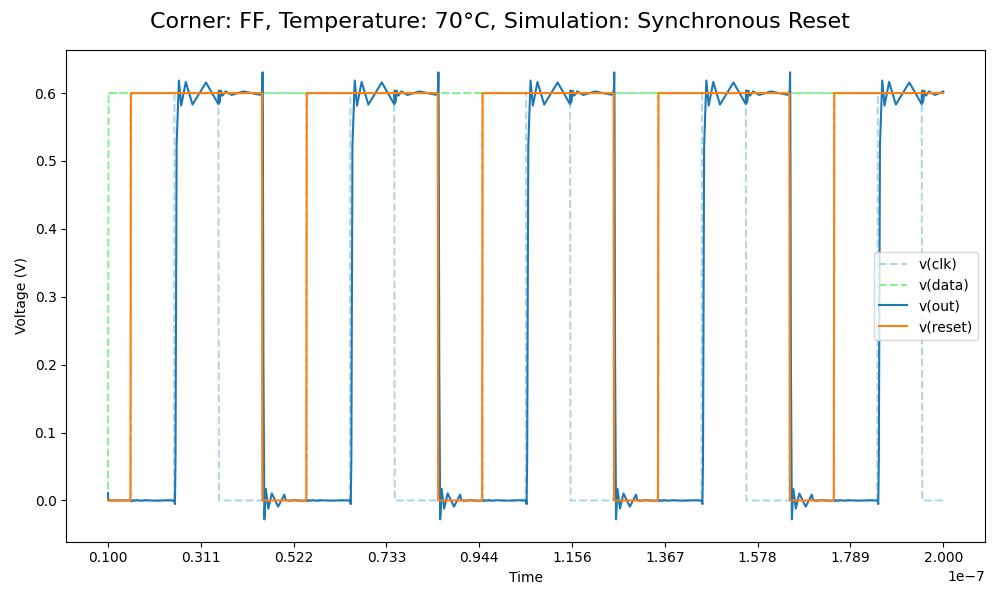 Corner: FF, Temperature: 70°C, Simulation: Synchronous Reset
Voltage (V)
0.6
0.5
0.4
0.3
0.2
0.1
0.0
v(clk)
v(data)
v(out)
v(reset)
0.100 0.311 0.522 0.733 0.944 1.156 1.367 1.578 1.789 2.000
Time
1e−7